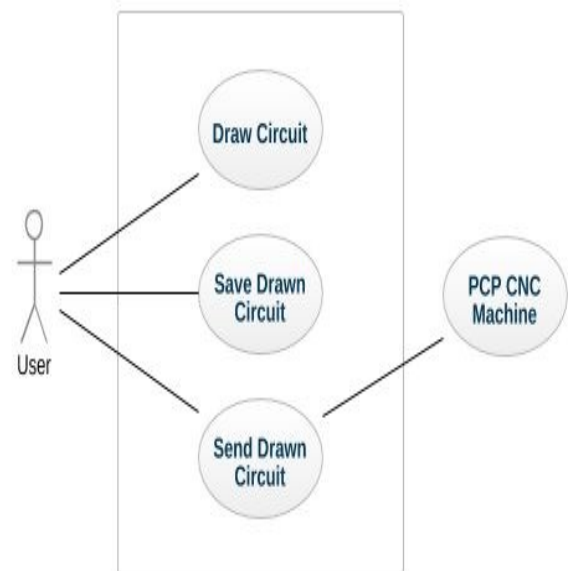 Draw Circuit
Save Drawn
Circuit
PCP CNC
Machine
User
Send Drawn
Circuit